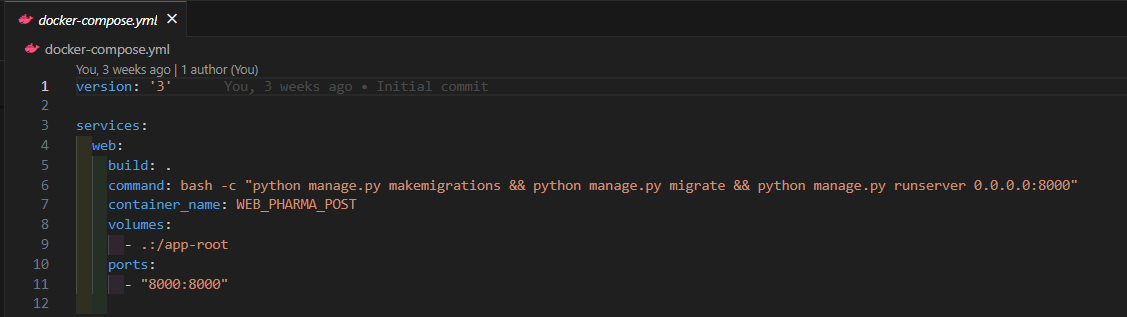 docker-compose.yml ×
docker-compose.yml
You, 3 weeks ago | 1 author (You)
1 version: '3' You, 3 weeks ago • Initial commit
2
3 services:
4 web:
5 build: .
6 command: bash -c "python manage.py makemigrations && python manage.py migrate && python manage.py runserver 0.0.0.0:8000"
7 container_name: WEB_PHARMA_POST
8 volumes:
9 - .:/app-root
10 ports:
11 - "8000:8000"
12